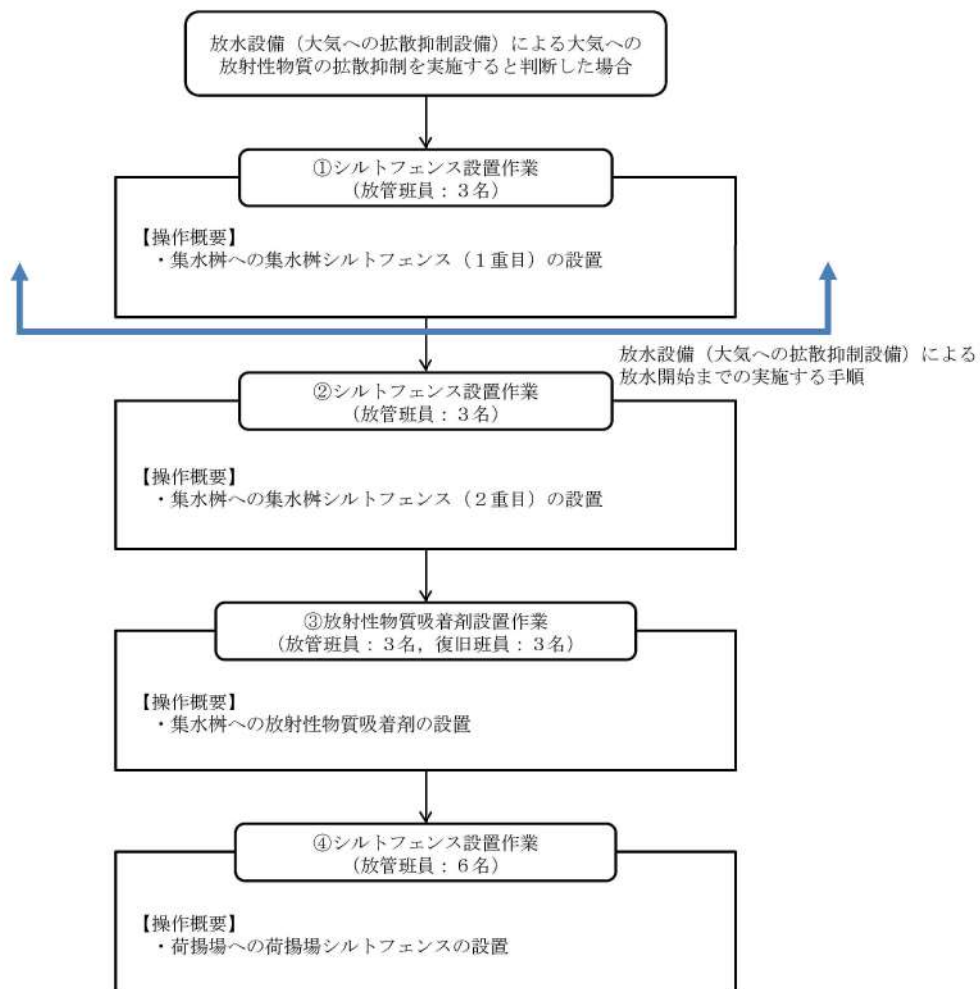 放水設備（大気への拡散抑制設備）による大気への
放射性物質の拡散抑制を実施すると判断した場合
①シルトフェンス設置作業
（放管班員：３名）
【操作概要】
・集水桝への集水桝シルトフェンス（１重目）の設置
放水設備（大気への拡散抑制設備）による
放水開始までの実施する手順
②シルトフェンス設置作業
（放管班員：３名）
【操作概要】
・集水桝への集水桝シルトフェンス（２重目）の設置
③放射性物質吸着剤設置作業
（放管班員：３名，復旧班員：３名）
【操作概要】
・集水桝への放射性物質吸着剤の設置
④シルトフェンス設置作業
（放管班員：６名）
【操作概要】
・荷揚場への荷揚場シルトフェンスの設置